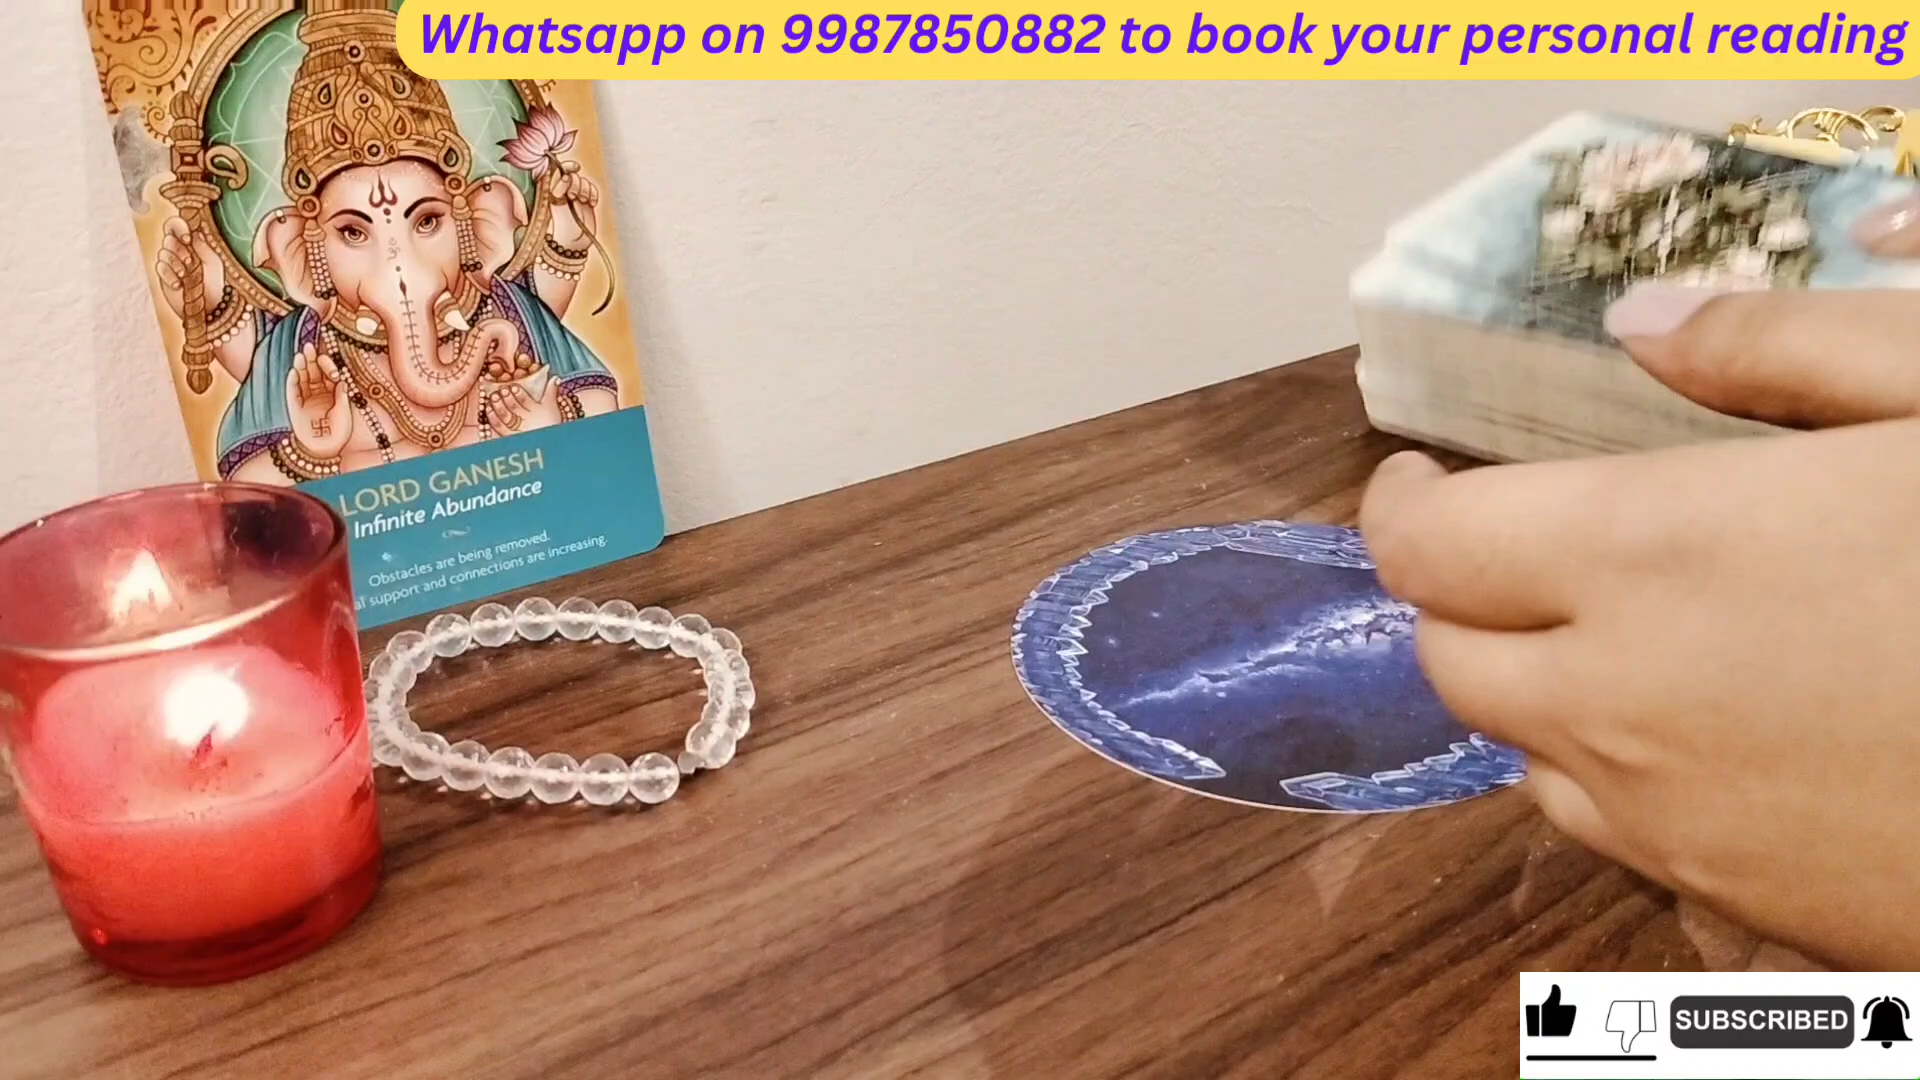 Whatsapp on 9987850882 to book your personal reading
LORD GANESH
Infinite Abundance
Obstacles are being removed.
support and connections are increasing.
SUBSCRIBED